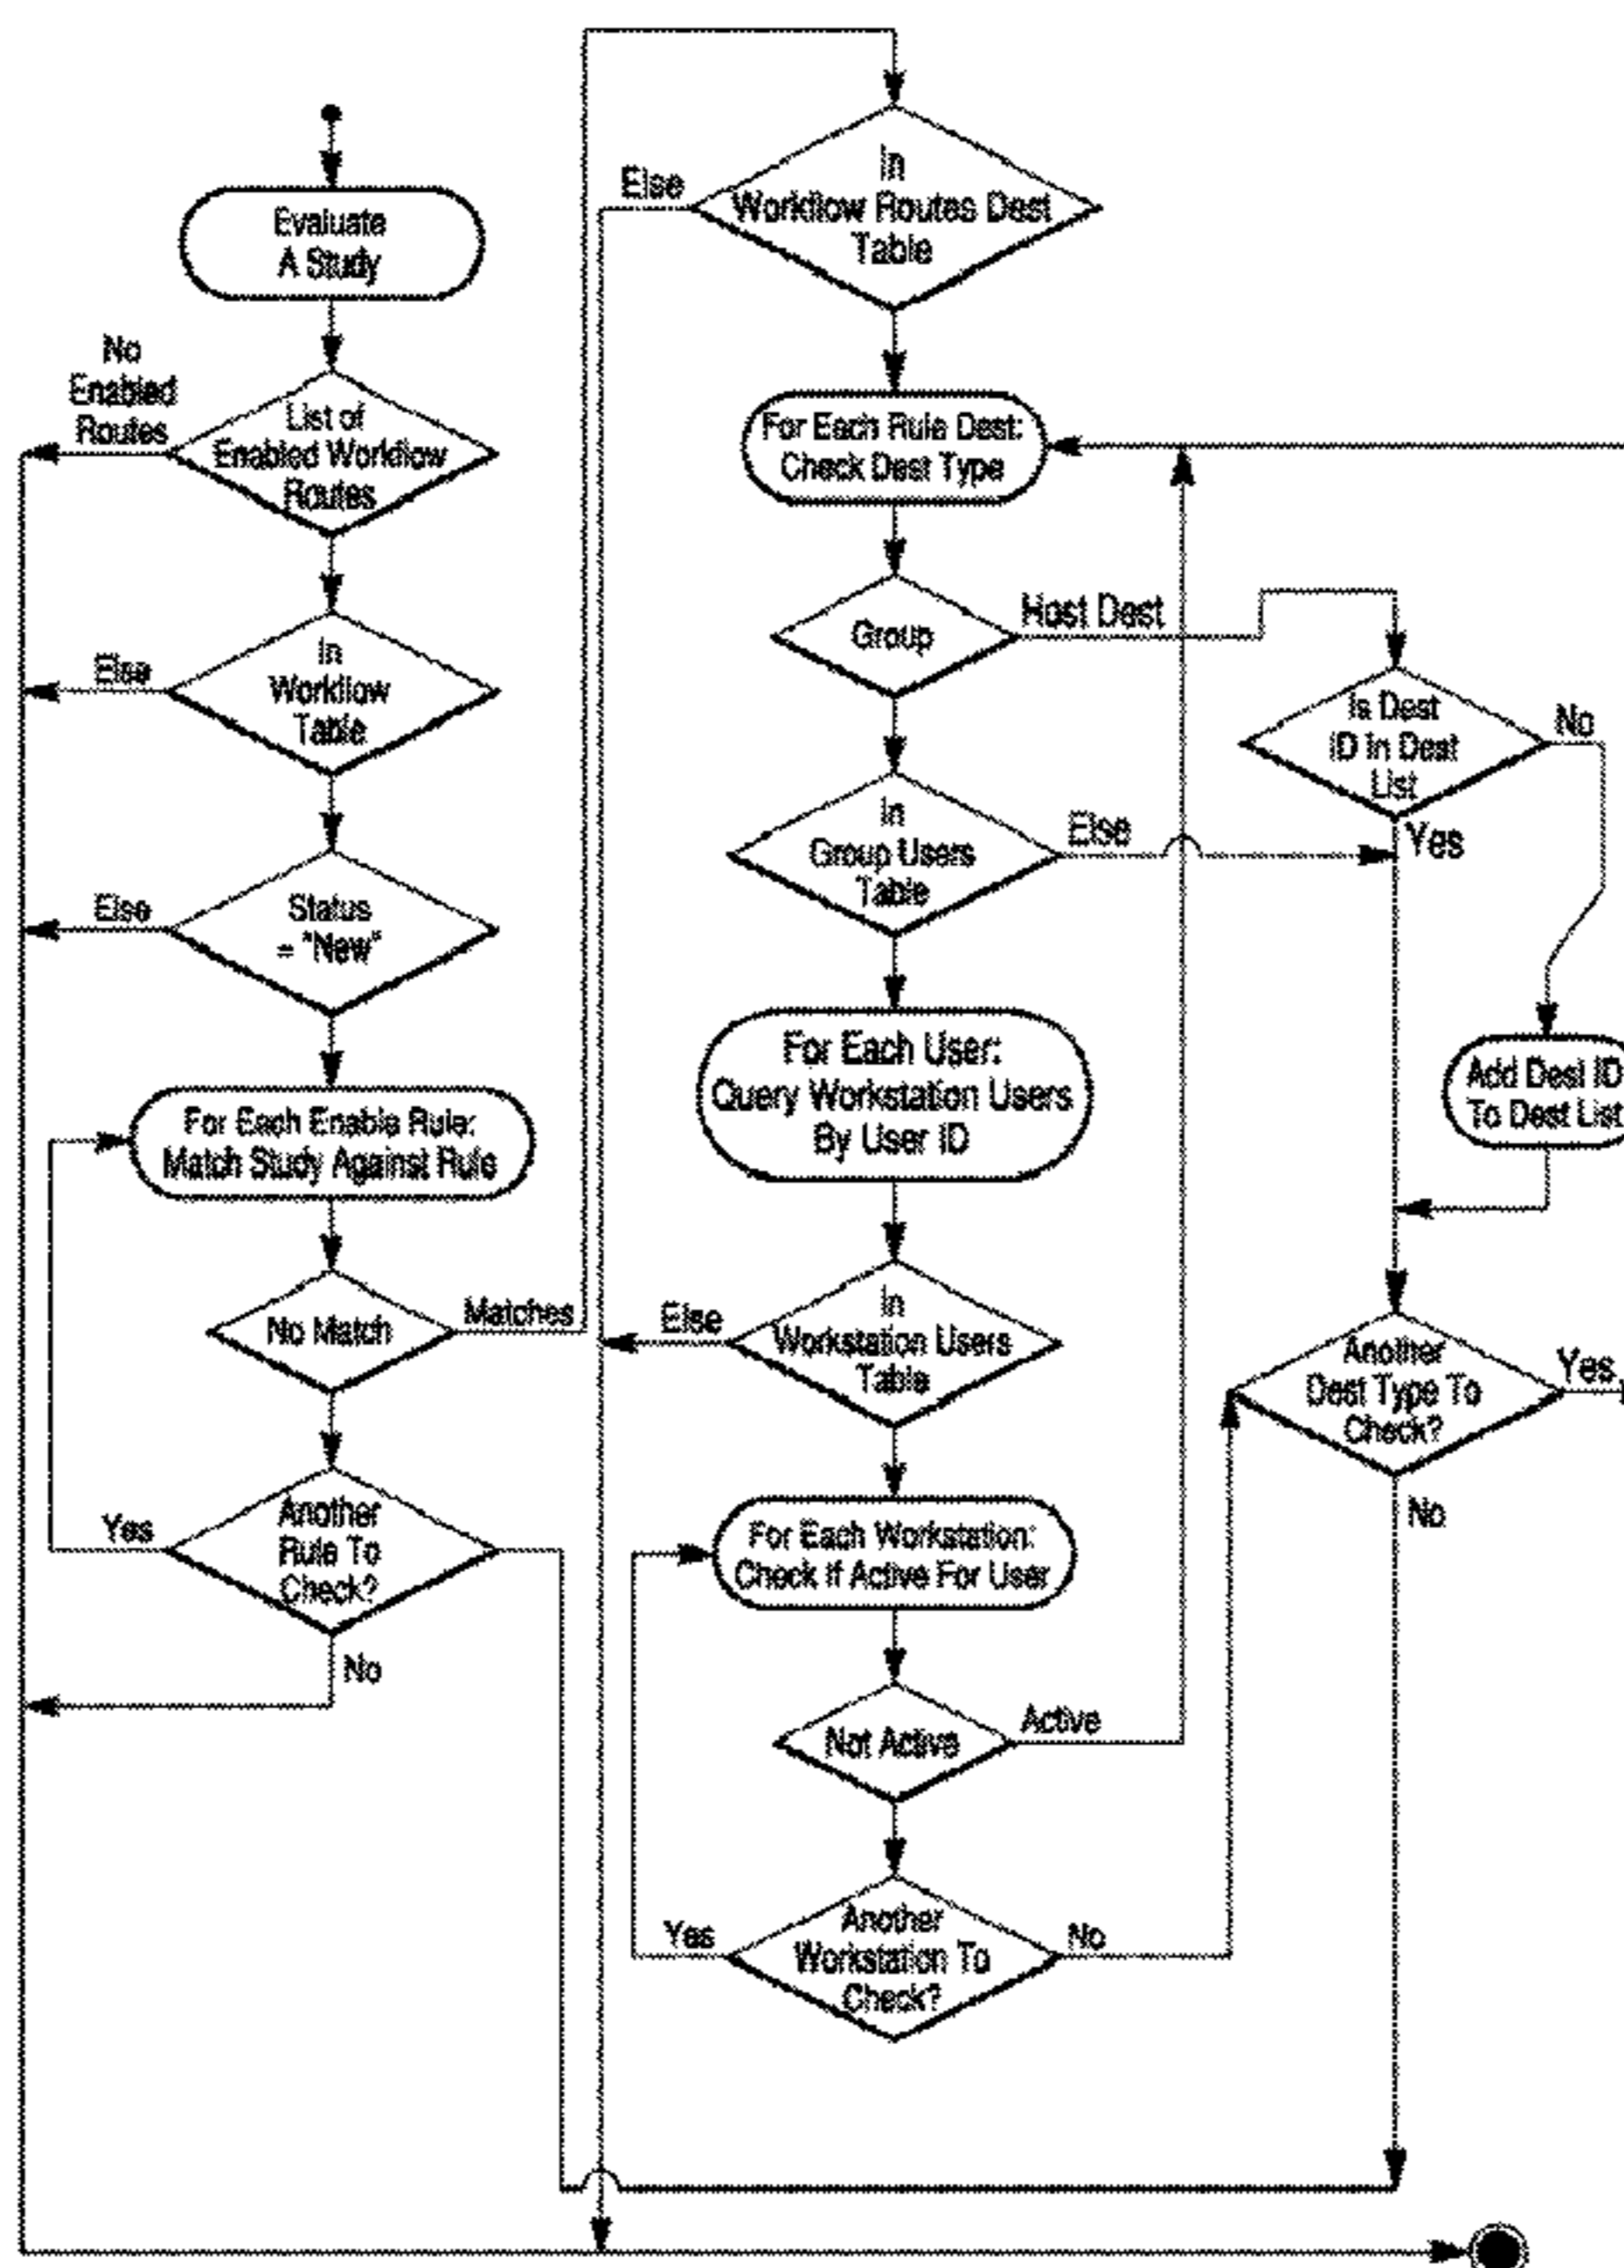 Evaluate
A Study
No
Enabled
Routes
List of
Enabled Workflow
Routes
Else
In
Workflow
Table
Else
Status
= "New"
For Each Enable Rule:
Match Study Against Rule
No Match
Matches
Yes
Another
Rule To
Check?
No
Else
In
Workflow Routes Dest
Table
For Each Rule Dest:
Check Dest Type
Group
Host Dest
In
Group Users
Table
Else
For Each User:
Query Workstation Users
By User ID
Else
In
Workstation Users
Table
For Each Workstation:
Check If Active For User
Not Active
Active
Yes
Another
Workstation To
Check?
No
Is Dest
ID In Dest
List
No
Yes
Add Dest ID
To Dest List
Another
Dest Type To
Check?
Yes
No